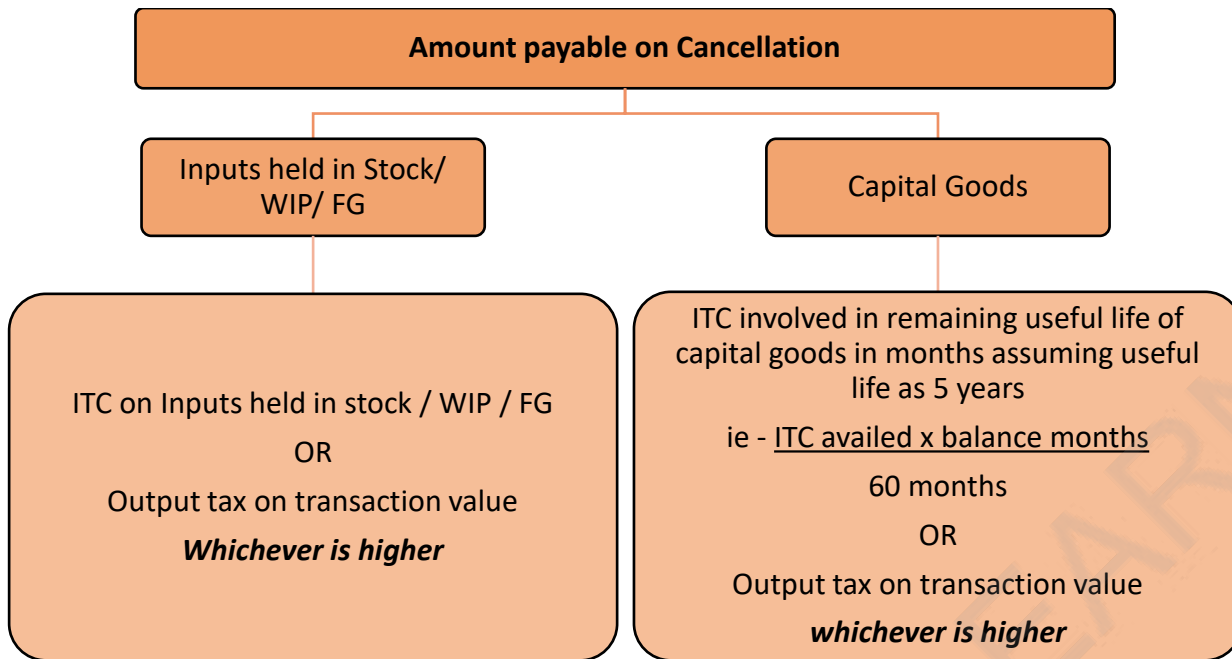 Amount payable on Cancellation
Inputs held in Stock/
WIP/ FG
Capital Goods
ITC on Inputs held in stock / WIP / FG
OR
Output tax on transaction value
Whichever is higher
ITC involved in remaining useful life of
capital goods in months assuming useful
life as 5 years
ie - ITC availed x balance months
60 months
OR
Output tax on transaction value
whichever is higher